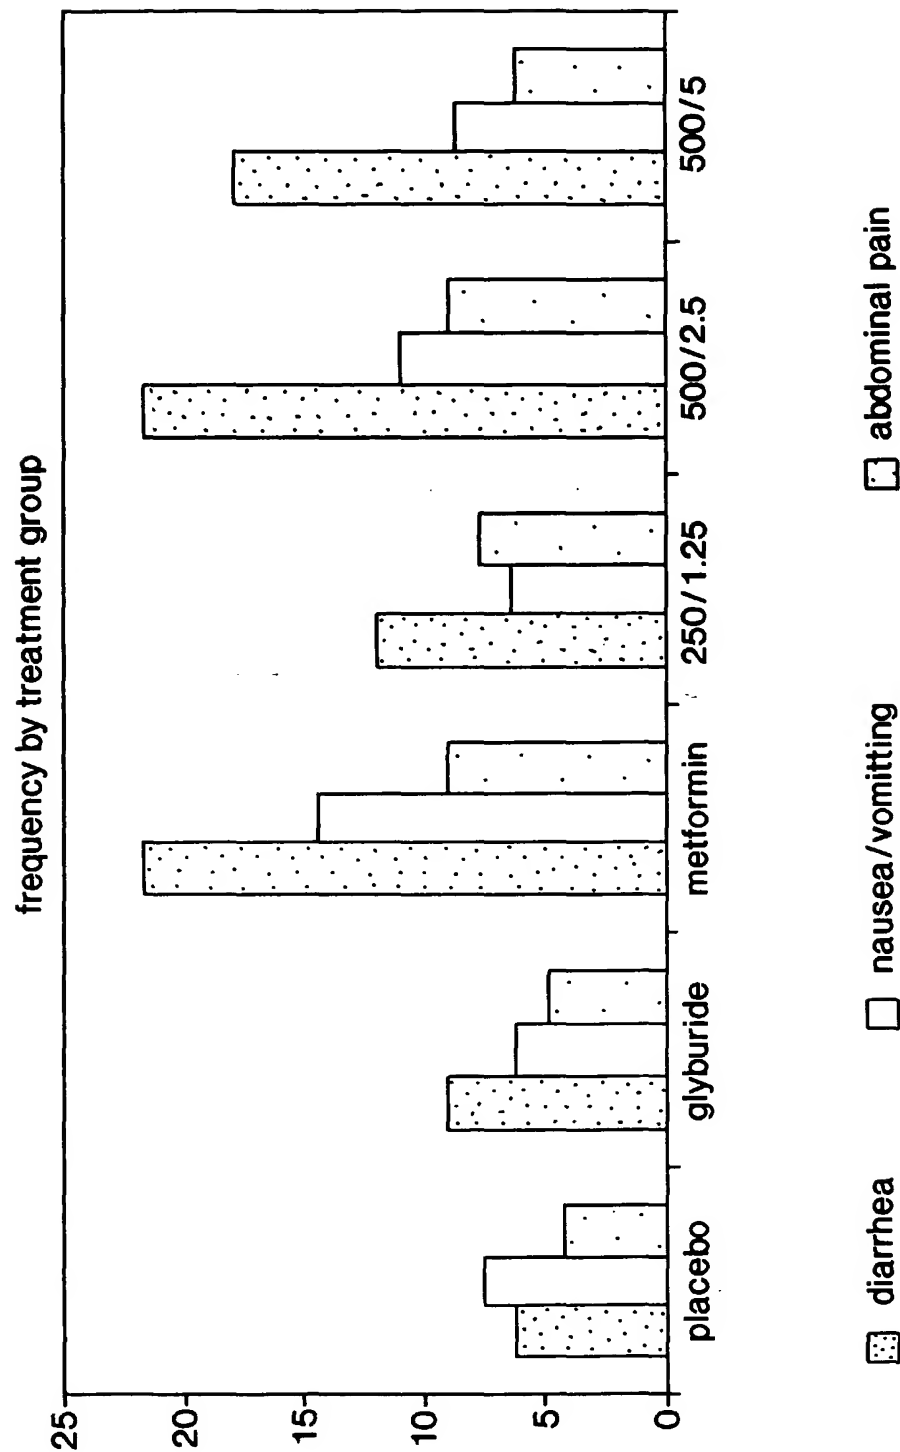 frequency by treatment group
25
20
15
10
5
0
placebo
glyburide
metformin
250/1.25
500/2.5
500/5
diarrhea
nausea/vomitting
abdominal pain